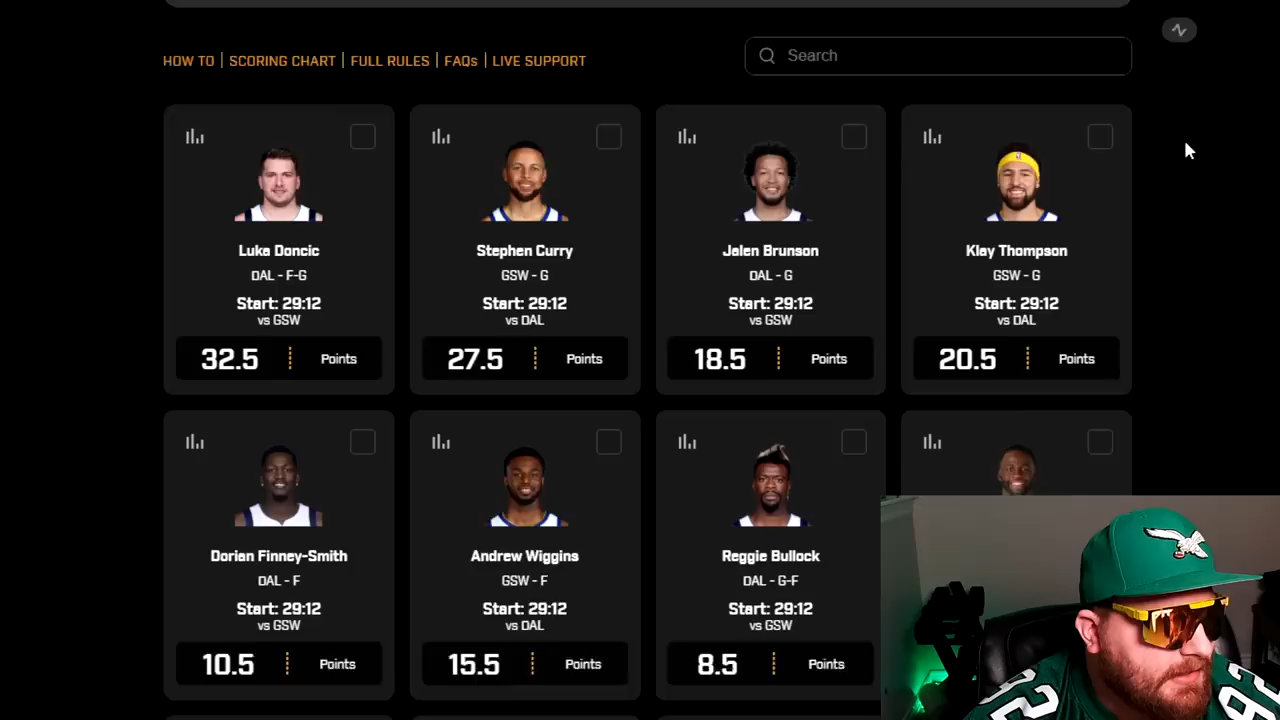 HOW TO | SCORING CHART | FULL RULES | FAQs | LIVE SUPPORT
Search
Luka Doncic
DAL - F-G
Start: 29:12
vs GSW
32.5 Points
Stephen Curry
GSW - G
Start: 29:12
vs DAL
27.5 Points
Jalen Brunson
DAL - G
Start: 29:12
vs GSW
18.5 Points
Klay Thompson
GSW - G
Start: 29:12
vs DAL
20.5 Points
Dorian Finney-Smith
DAL - F
Start: 29:12
vs GSW
10.5 Points
Andrew Wiggins
GSW - F
Start: 29:12
vs DAL
15.5 Points
Reggie Bullock
DAL - G-F
Start: 29:12
vs GSW
8.5 Points
92
92